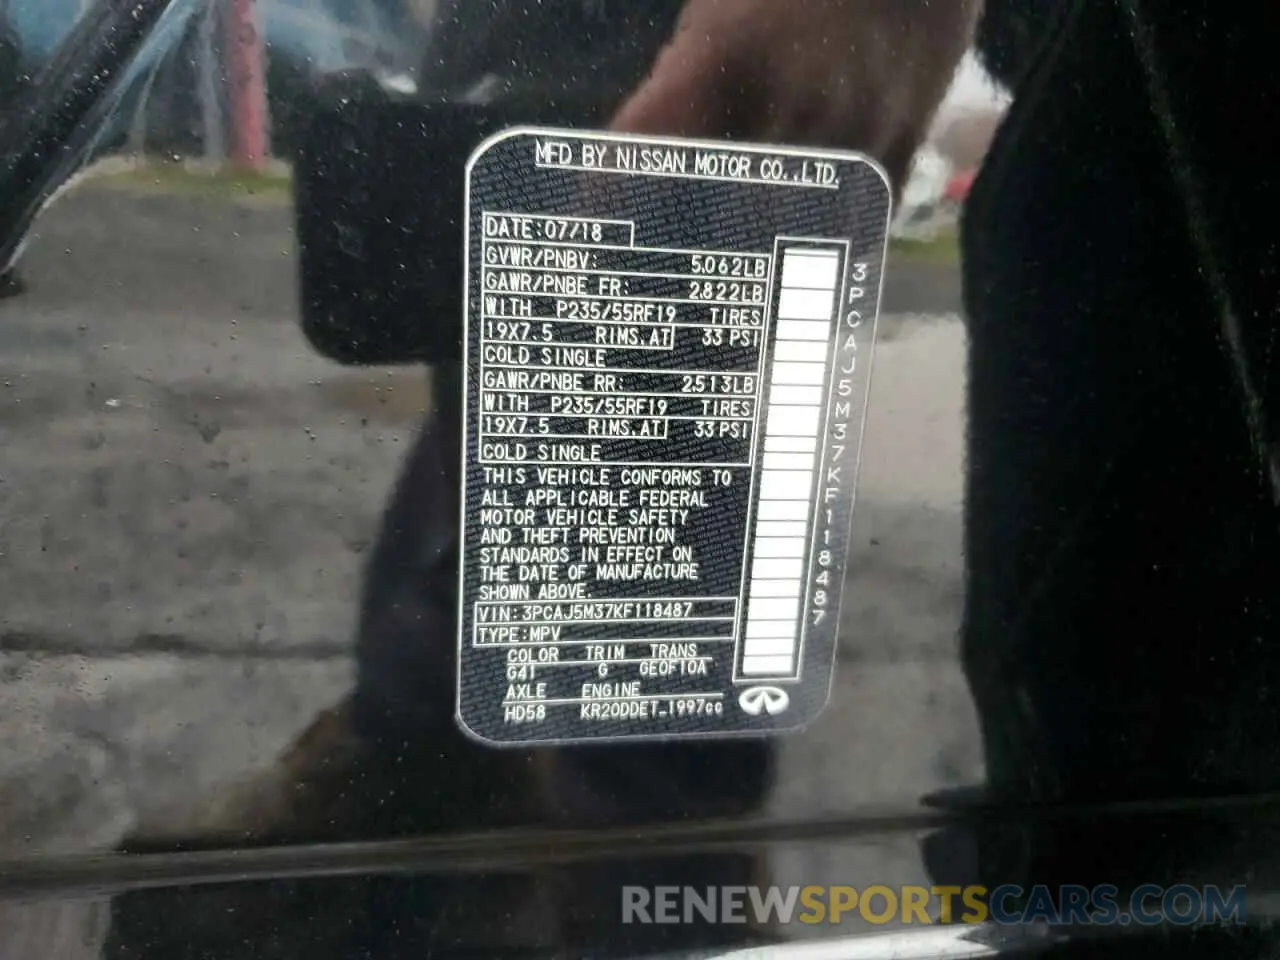 MFD BY NISSAN MOTOR CO.,LTD.
DATE:07/18
GVWR/PNBV: 5.062LB
GAWR/PNBE FR: 2.822LB
WITH P235/55RF19 TIRES
19X7.5 RIMS.AT 33 PSI
COLD SINGLE
GAWR/PNBE RR: 2.513LB
WITH P235/55RF19 TIRES
19X7.5 RIMS.AT 33 PSI
COLD SINGLE
THIS VEHICLE CONFORMS TO
ALL APPLICABLE FEDERAL
MOTOR VEHICLE SAFETY
AND THEFT PREVENTION
STANDARDS IN EFFECT ON
THE DATE OF MANUFACTURE
SHOWN ABOVE.
VIN:3PCAJ5M37KF118487
TYPE:MPV
COLOR TRIM TRANS
G41 G GE0F10A
AXLE ENGINE
HD58 KR20DDET-1997cc
3PCAJ5M37KF118487
RENEWSPORTSCARS.COM